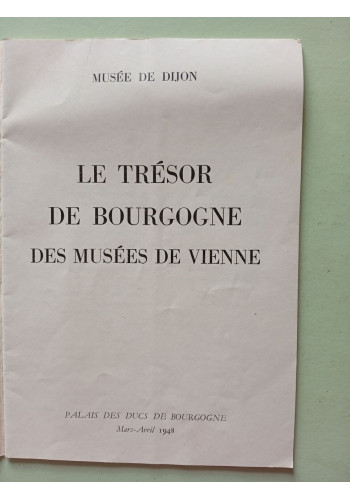 MUSÉE DE DIJON
LE TRÉSOR
DE BOURGOGNE
DES MUSÉES DE VIENNE
PALAIS DES DUCS DE BOURGOGNE
Mars-Avril 1948